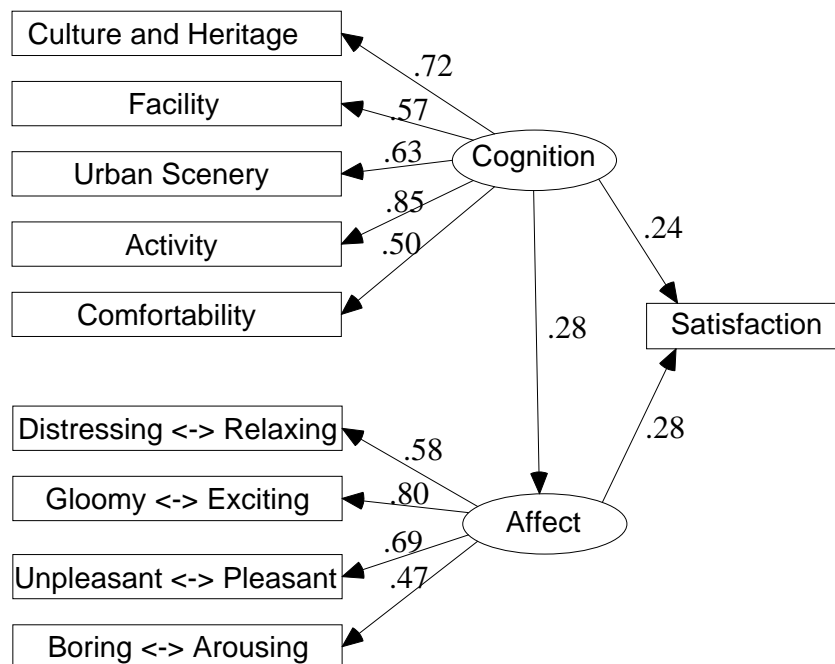 Culture and Heritage
.72
Facility
.57
Urban Scenery
.63
Cognition
Activity
.85
.50
.24
Comfortability
.28
Satisfaction
Distressing <-> Relaxing
.58
.28
Gloomy <-> Exciting
.80
Affect
Unpleasant <-> Pleasant
.69
.47
Boring <-> Arousing